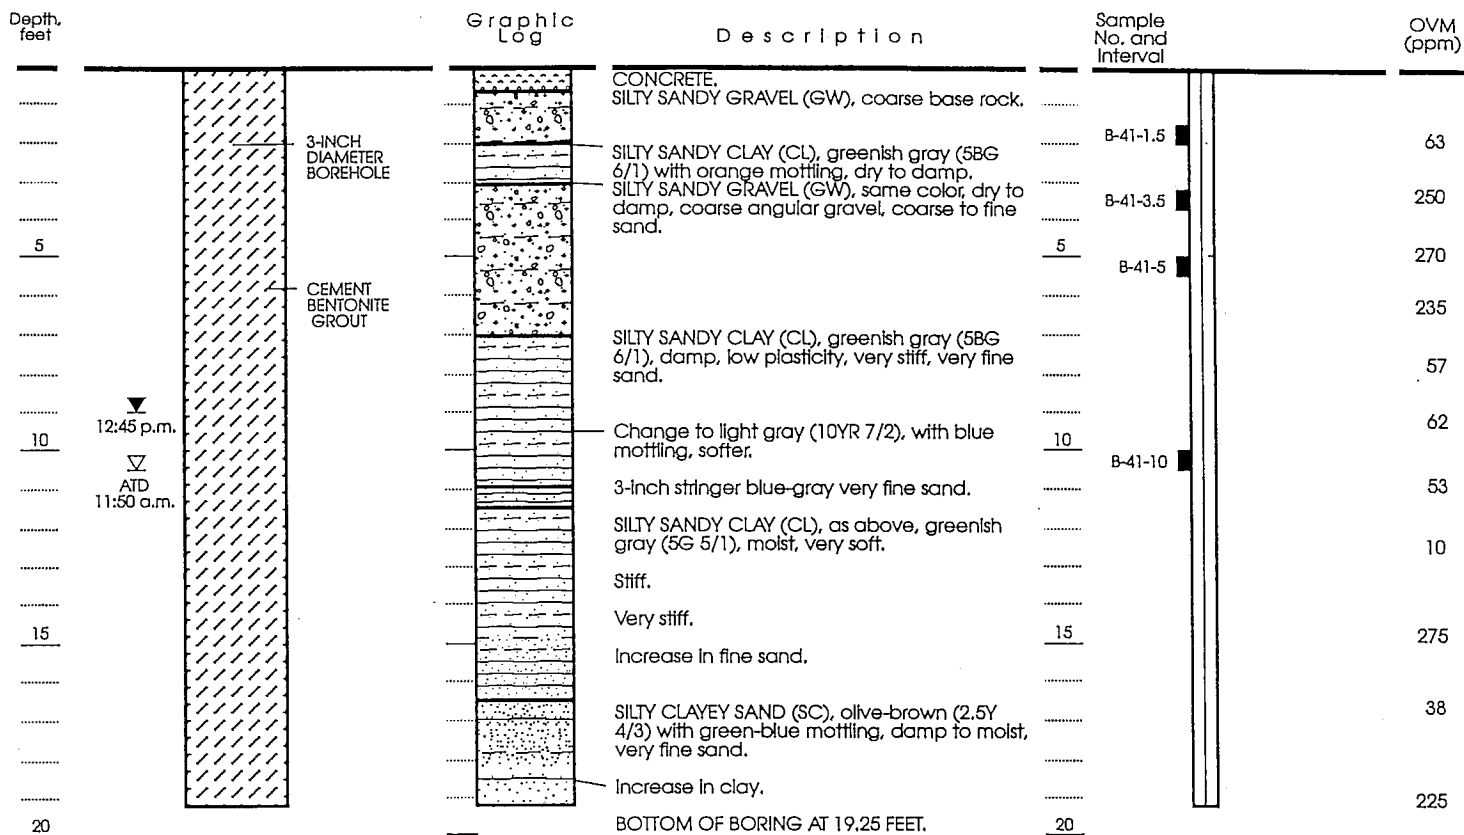 Depth, feet
Graphic Log
Description
Sample No. and Interval
OVM (ppm)
CONCRETE.
SILTY SANDY GRAVEL (GW), coarse base rock.
3-INCH
DIAMETER
BOREHOLE
SILTY SANDY CLAY (CL), greenish gray (5BG
6/1) with orange mottling, dry to damp.
B-41-1.5
63
SILTY SANDY GRAVEL (GW), same color, dry to
damp, coarse angular gravel, coarse to fine
sand.
B-41-3.5
250
5
5
B-41-5
270
CEMENT
BENTONITE
GROUT
235
SILTY SANDY CLAY (CL), greenish gray (5BG
6/1), damp, low plasticity, very stiff, very fine
sand.
57
12:45 p.m.
62
10
Change to light gray (10YR 7/2), with blue
mottling, softer.
10
B-41-10
ATD
11:50 a.m.
3-inch stringer blue-gray very fine sand.
53
SILTY SANDY CLAY (CL), as above, greenish
gray (5G 5/1), moist, very soft.
10
Stiff.
Very stiff.
15
15
275
Increase in fine sand.
SILTY CLAYEY SAND (SC), olive-brown (2.5Y
4/3) with green-blue mottling, damp to moist,
very fine sand.
38
Increase in clay.
225
20
BOTTOM OF BORING AT 19.25 FEET.
20